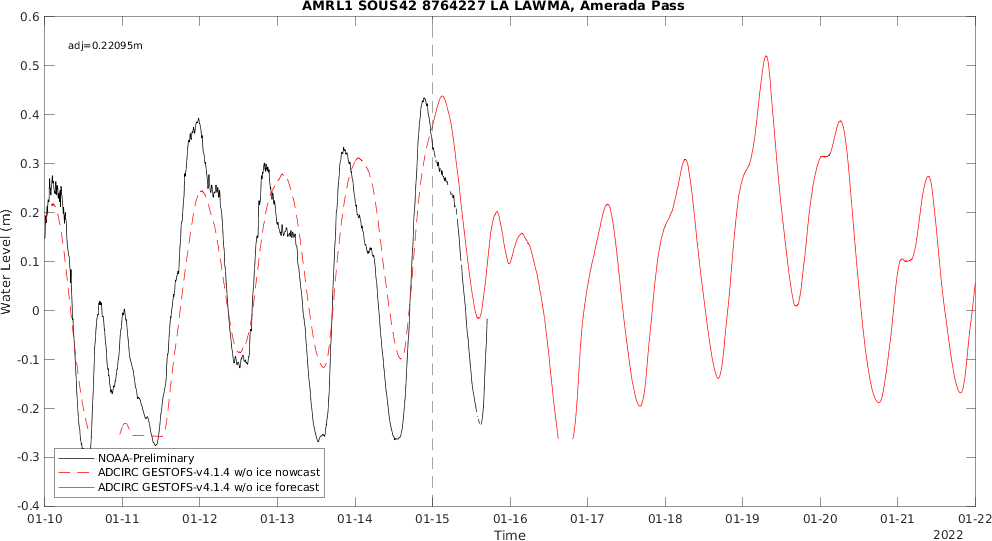 AMRL1 SOUS42 8764227 LA LAWMA, Amerada Pass
0.6
adj=0.22095m
0.5
0.4
0.3
0.2
0.1
0
-0.1
-0.2
-0.3
-0.4
Water Level (m)
NOAA-Preliminary
ADCIRC GESTOFS-v4.1.4 w/o ice nowcast
ADCIRC GESTOFS-v4.1.4 w/o ice forecast
01-10 01-11 01-12 01-13 01-14 01-15 01-16 01-17 01-18 01-19 01-20 01-21 01-22
Time
2022